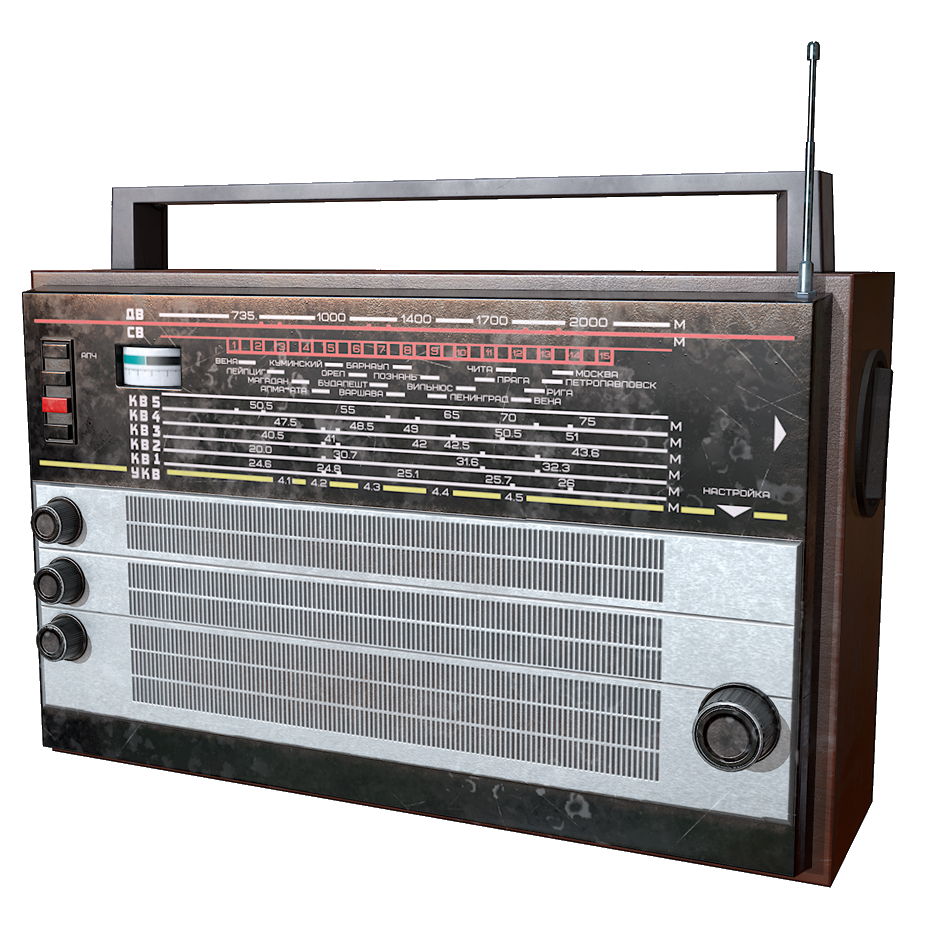 ДВ 735. 1000 1400 1700 2000 М
СВ М
1 2 3 4 5 6 7 8 9 10 11 12 13 14 15
АПЧ
ВЕНА КУМИНСКИЙ БАРНАУЛ ЧИТА МОСКВА
ЛЕЙПЦИГ ОРЕЛ ПОЗНАНЬ ПРАГА ПЕТРОПАВЛОВСК
МАГАДАН БУДАПЕШТ ВИЛЬНЮС РИГА
АЛМА-АТА ВАРШАВА ЛЕНИНГРАД ВЕНА
КВ 5 50.5 55 65 70 75 М
КВ 4 47.5 48.5 49 50.5 51 М
КВ 3 40.5 41 42 42.5 43.6 М
КВ 2 20.0 30.7 31.6 32.3 М
КВ 1 24.6 24.8 25.1 25.7 26 М
УКВ 4.1 4.2 4.3 4.4 4.5 М
НАСТРОЙКА